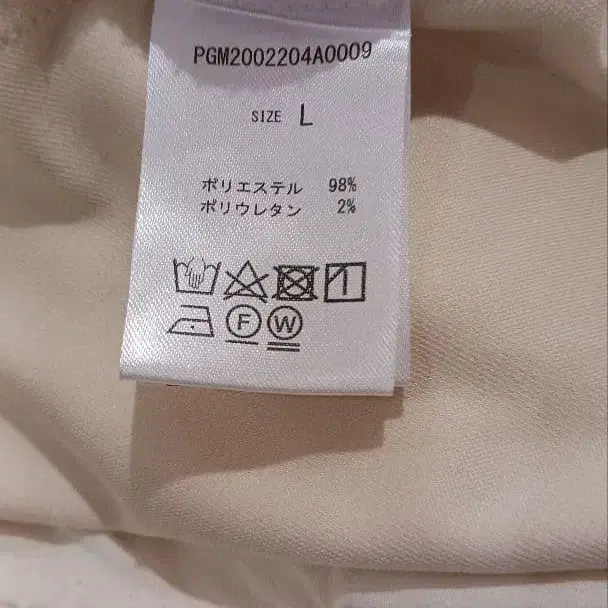 PGM2002204A0009
SIZE L
ポリエステル 98%
ポリウレタン 2%
F W